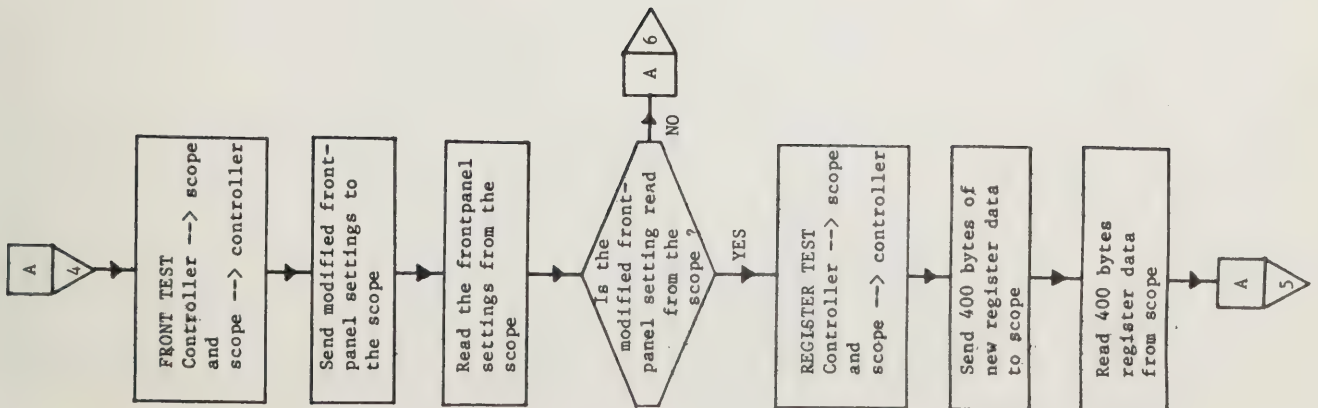 A
4
FRONT TEST
Controller --> scope
and
scope --> controller
Send modified front-
panel settings to
the scope
Read the frontpanel
settings from the
scope
Is the
modified front-
panel setting read
from the
scope ?
NO
A
6
YES
REGISTER TEST
Controller --> scope
and
scope --> controller
Send 400 bytes of
new register data
to scope
Read 400 bytes
register data
from scope
A
5